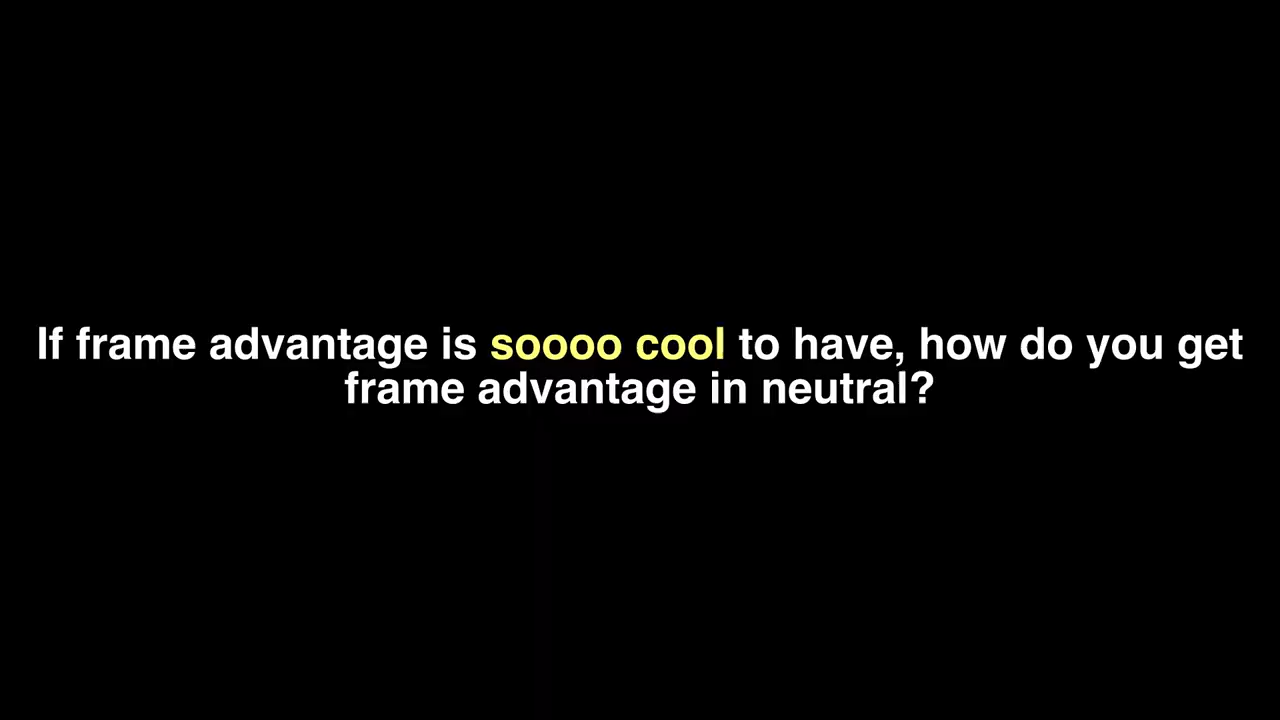 If frame advantage is soooo cool to have, how do you get
frame advantage in neutral?